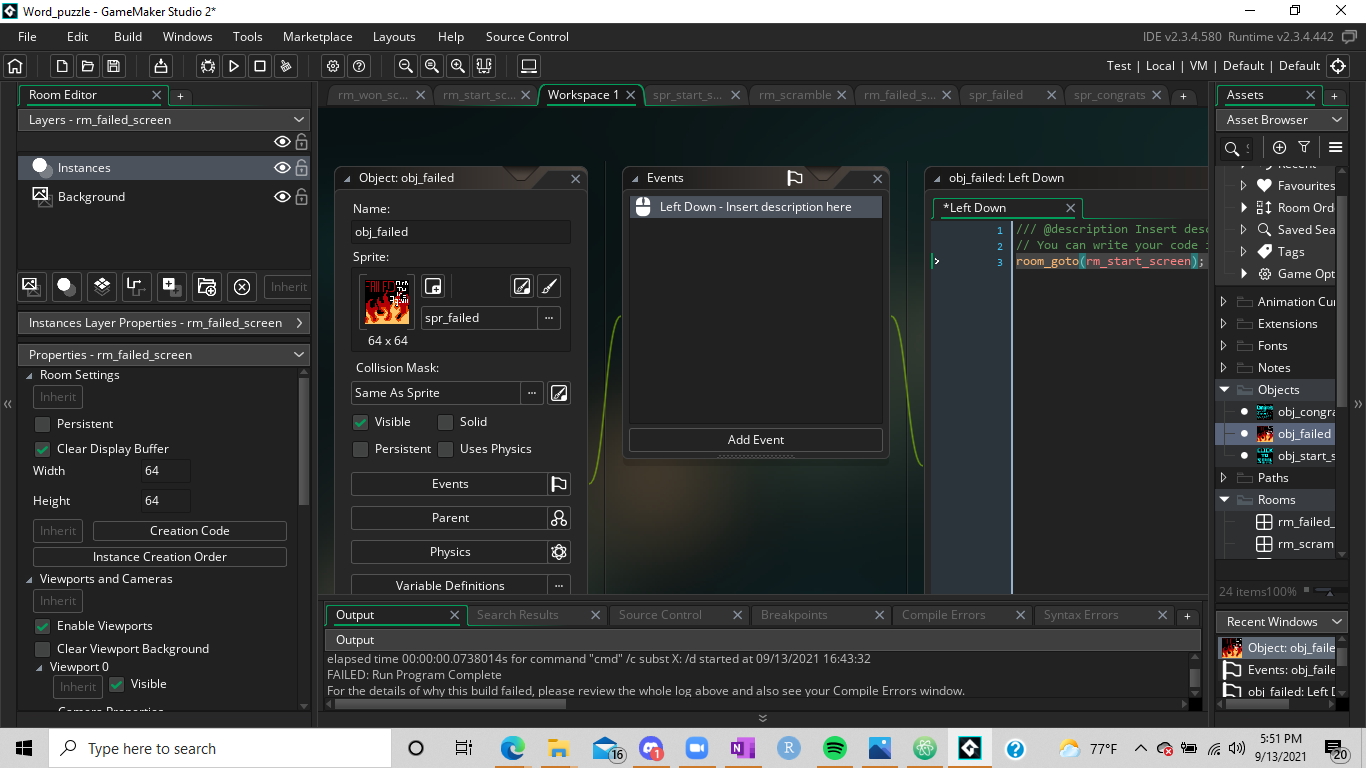 Word_puzzle - GameMaker Studio 2*
File Edit Build Windows Tools Marketplace Layouts Help Source Control
IDE v2.3.4.580 Runtime v2.3.4.442
Test | Local | VM | Default | Default
Room Editor
Layers - rm_failed_screen
Instances
Background
Inherit
Instances Layer Properties - rm_failed_screen
Properties - rm_failed_screen
Room Settings
Inherit
Persistent
Clear Display Buffer
Width 64
Height 64
Inherit Creation Code
Instance Creation Order
Viewports and Cameras
Inherit
Enable Viewports
Clear Viewport Background
Viewport 0
Inherit Visible
rm_won_sc... rm_start_sc... Workspace 1 spr_start_s... rm_scramble rm_failed_s... spr_failed spr_congrats
Object: obj_failed
Name:
obj_failed
Sprite:
spr_failed
64 x 64
Collision Mask:
Same As Sprite
Visible Solid
Persistent Uses Physics
Events
Parent
Physics
Variable Definitions
Events
Left Down - Insert description here
Add Event
obj_failed: Left Down
*Left Down
1 /// @description Insert desc
2 // You can write your code i
3 room_goto(rm_start_screen);
Output Search Results Source Control Breakpoints Compile Errors Syntax Errors
Output
elapsed time 00:00:00.0738014s for command "cmd" /c subst X: /d started at 09/13/2021 16:43:32
FAILED: Run Program Complete
For the details of why this build failed, please review the whole log above and also see your Compile Errors window.
Assets
Asset Browser
Recent
Favourites
Room Ord
Saved Sea
Tags
Game Opt
Animation Cur
Extensions
Fonts
Notes
Objects
obj_congra
obj_failed
obj_start_s
Paths
Rooms
rm_failed_
rm_scram
24 items 100%
Recent Windows
Object: obj_faile
Events: obj_faile
obj_failed: Left D
Type here to search
16
1
77°F
5:51 PM
9/13/2021
20